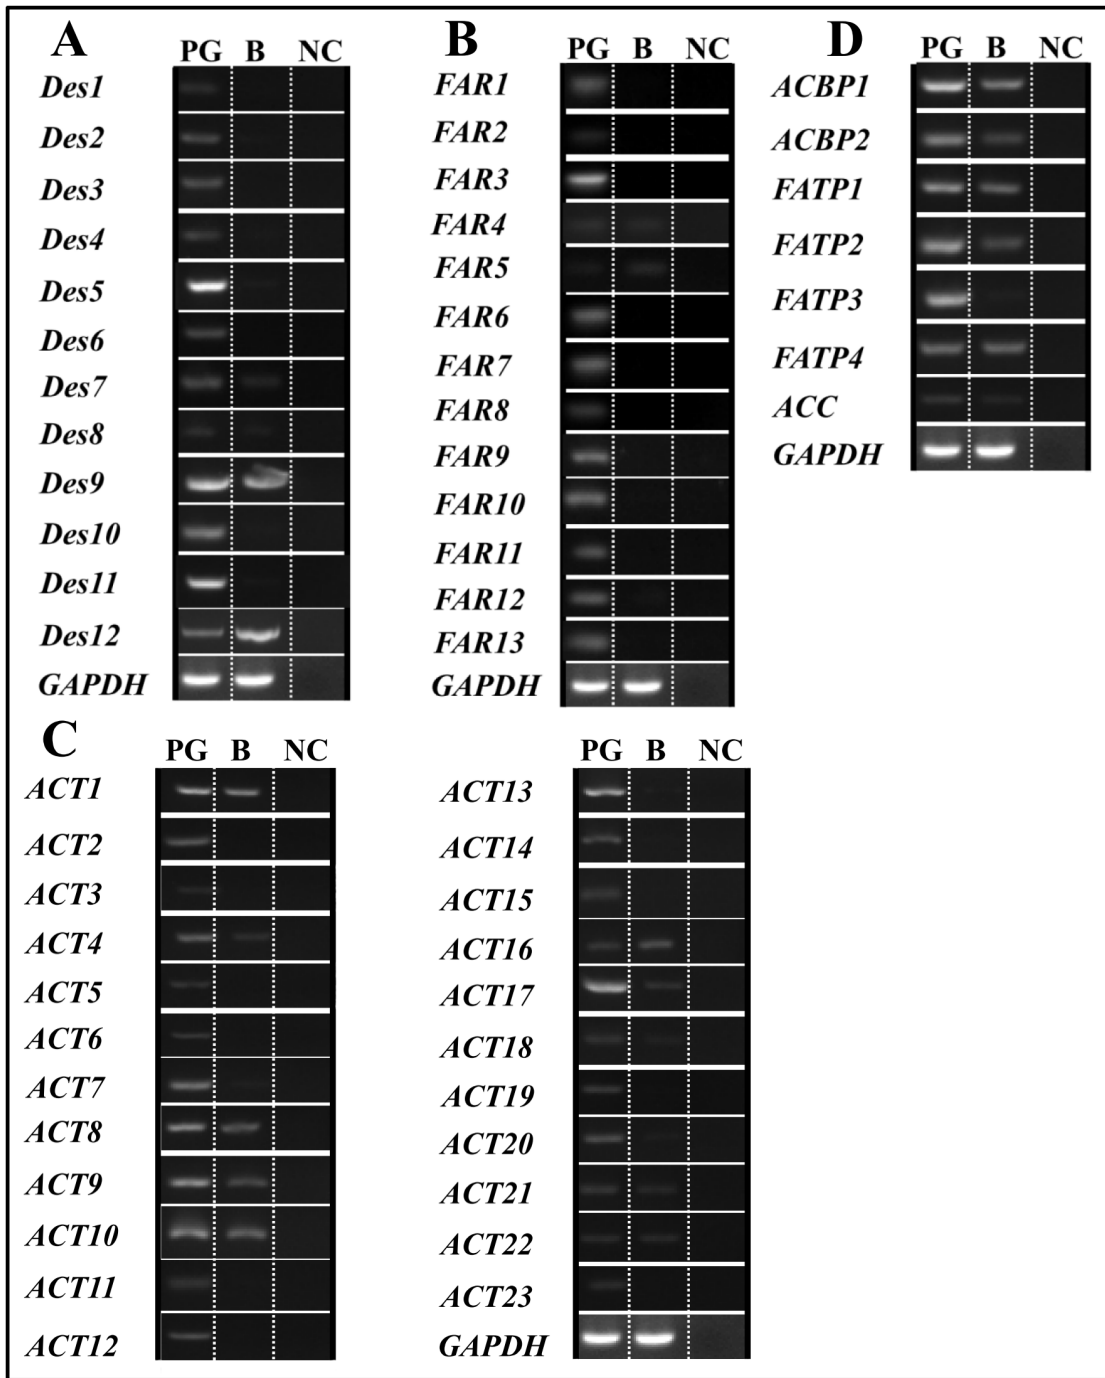 A
PG B NC
Des1
Des2
Des3
Des4
Des5
Des6
Des7
Des8
Des9
Des10
Des11
Des12
GAPDH
B
PG B NC
FAR1
FAR2
FAR3
FAR4
FAR5
FAR6
FAR7
FAR8
FAR9
FAR10
FAR11
FAR12
FAR13
GAPDH
D
PG B NC
ACBP1
ACBP2
FATP1
FATP2
FATP3
FATP4
ACC
GAPDH
C
PG B NC
ACT1
ACT2
ACT3
ACT4
ACT5
ACT6
ACT7
ACT8
ACT9
ACT10
ACT11
ACT12
PG B NC
ACT13
ACT14
ACT15
ACT16
ACT17
ACT18
ACT19
ACT20
ACT21
ACT22
ACT23
GAPDH